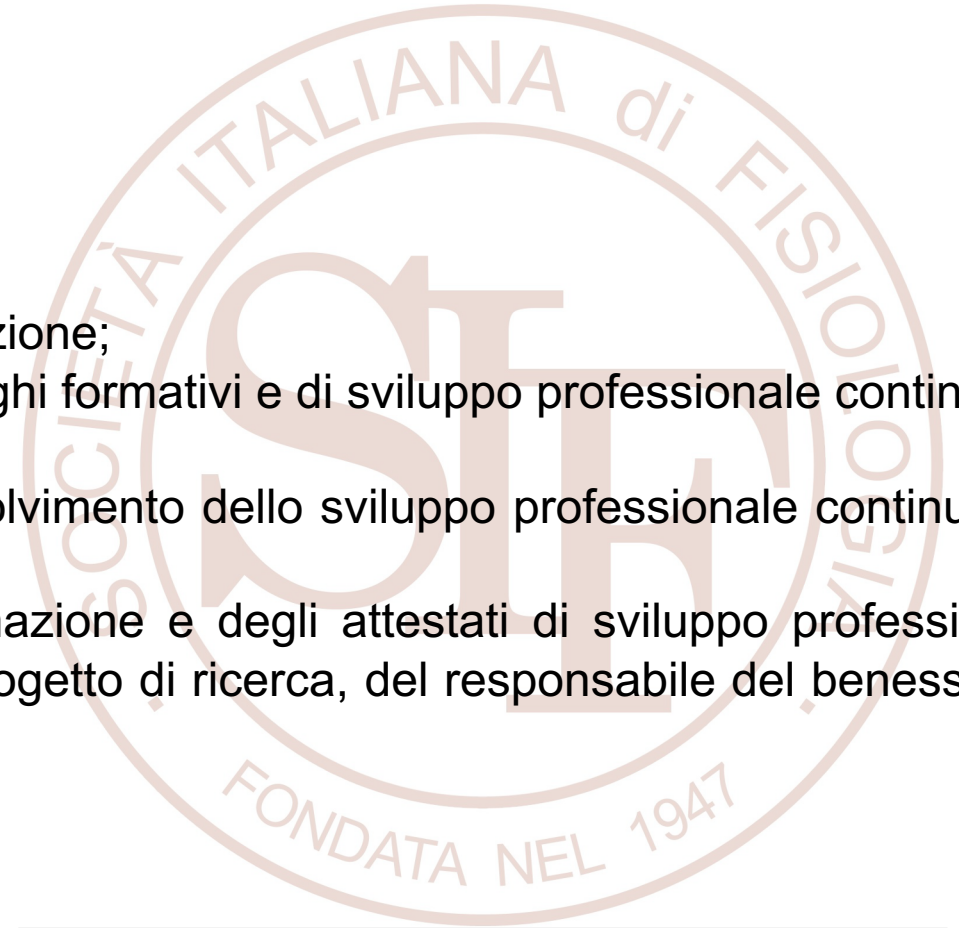 SOCIETÀ ITALIANA di FISIOLOGIA
SIF
zione;
ghi formativi e di sviluppo professionale contin
olvimento dello sviluppo professionale continu
nazione e degli attestati di sviluppo professi
ogetto di ricerca, del responsabile del beness
FONDATA NEL 1947